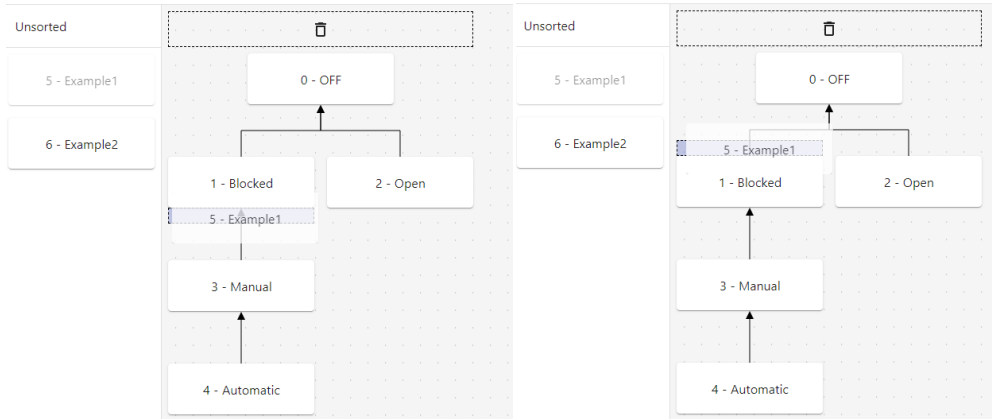 Unsorted
5 - Example1
6 - Example2
0 - OFF
1 - Blocked
2 - Open
5 - Example1
3 - Manual
4 - Automatic
Unsorted
5 - Example1
6 - Example2
0 - OFF
5 - Example1
1 - Blocked
2 - Open
3 - Manual
4 - Automatic